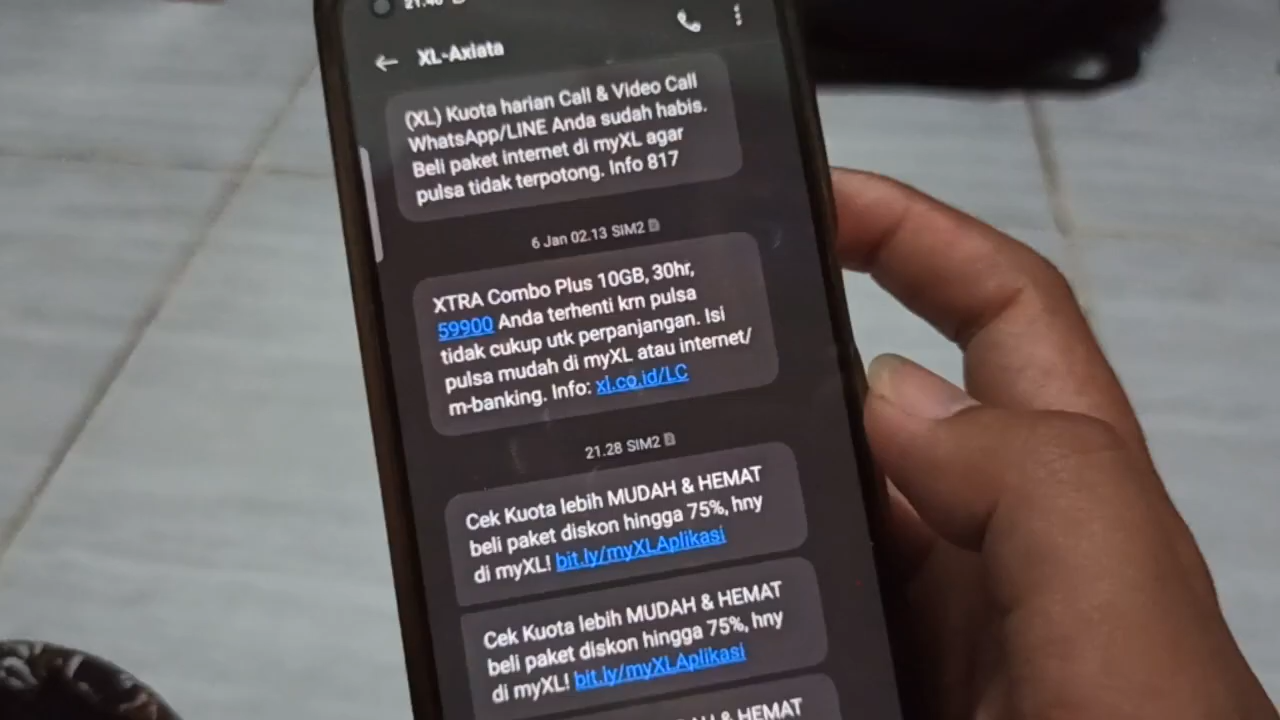 XL-Axiata
(XL) Kuota harian Call & Video Call
WhatsApp/LINE Anda sudah habis.
Beli paket internet di myXL agar
pulsa tidak terpotong. Info 817
6 Jan 02.13 SIM2
XTRA Combo Plus 10GB, 30hr,
59900 Anda terhenti krn pulsa
tidak cukup utk perpanjangan. Isi
pulsa mudah di myXL atau internet/
m-banking. Info: xl.co.id/LC
21.28 SIM2
Cek Kuota lebih MUDAH & HEMAT
beli paket diskon hingga 75%, hny
di myXL! bit.ly/myXLAplikasi
Cek Kuota lebih MUDAH & HEMAT
beli paket diskon hingga 75%, hny
di myXL! bit.ly/myXLAplikasi
& HEMAT